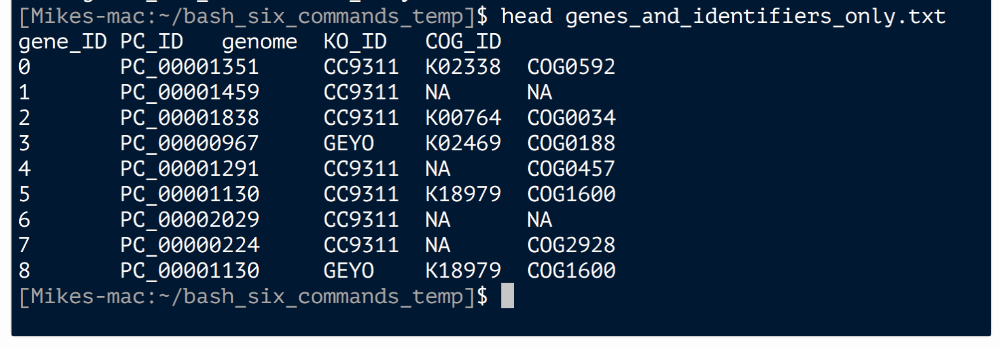 [Mikes-mac:~/bash_six_commands_temp]$ head genes_and_identifiers_only.txt
gene_ID PC_ID   genome  KO_ID   COG_ID
0       PC_00001351     CC9311  K02338  COG0592
1       PC_00001459     CC9311  NA      NA
2       PC_00001838     CC9311  K00764  COG0034
3       PC_00000967     GEYO    K02469  COG0188
4       PC_00001291     CC9311  NA      COG0457
5       PC_00001130     CC9311  K18979  COG1600
6       PC_00002029     CC9311  NA      NA
7       PC_00000224     CC9311  NA      COG2928
8       PC_00001130     GEYO    K18979  COG1600
[Mikes-mac:~/bash_six_commands_temp]$